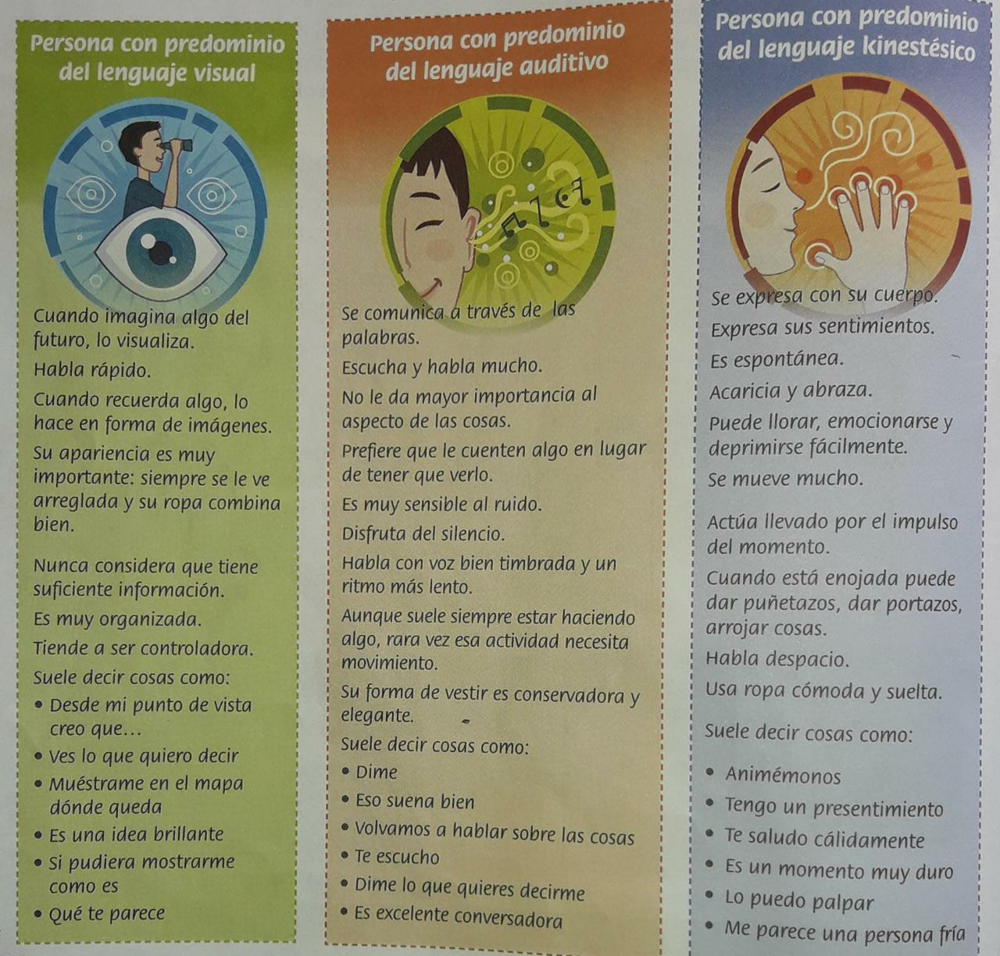 Persona con predominio
del lenguaje visual
Cuando imagina algo del
futuro, lo visualiza.
Habla rápido.
Cuando recuerda algo, lo
hace en forma de imágenes.
Su apariencia es muy
importante: siempre se le ve
arreglada y su ropa combina
bien.
Nunca considera que tiene
suficiente información.
Es muy organizada.
Tiende a ser controladora.
Suele decir cosas como:
• Desde mi punto de vista
creo que...
• Ves lo que quiero decir
• Muéstrame en el mapa
dónde queda
• Es una idea brillante
• Si pudiera mostrarme
como es
• Qué te parece
Persona con predominio
del lenguaje auditivo
Se comunica a través de las
palabras.
Escucha y habla mucho.
No le da mayor importancia al
aspecto de las cosas.
Prefiere que le cuenten algo en lugar
de tener que verlo.
Es muy sensible al ruido.
Disfruta del silencio.
Habla con voz bien timbrada y un
ritmo más lento.
Aunque suele siempre estar haciendo
algo, rara vez esa actividad necesita
movimiento.
Su forma de vestir es conservadora y
elegante.
Suele decir cosas como:
• Dime
• Eso suena bien
• Volvamos a hablar sobre las cosas
• Te escucho
• Dime lo que quieres decirme
• Es excelente conversadora
Persona con predominio
del lenguaje kinestésico
Se expresa con su cuerpo.
Expresa sus sentimientos.
Es espontánea.
Acaricia y abraza.
Puede llorar, emocionarse y
deprimirse fácilmente.
Se mueve mucho.
Actúa llevado por el impulso
del momento.
Cuando está enojada puede
dar puñetazos, dar portazos,
arrojar cosas.
Habla despacio.
Usa ropa cómoda y suelta.
Suele decir cosas como:
• Animémonos
• Tengo un presentimiento
• Te saludo cálidamente
• Es un momento muy duro
• Lo puedo palpar
• Me parece una persona fría